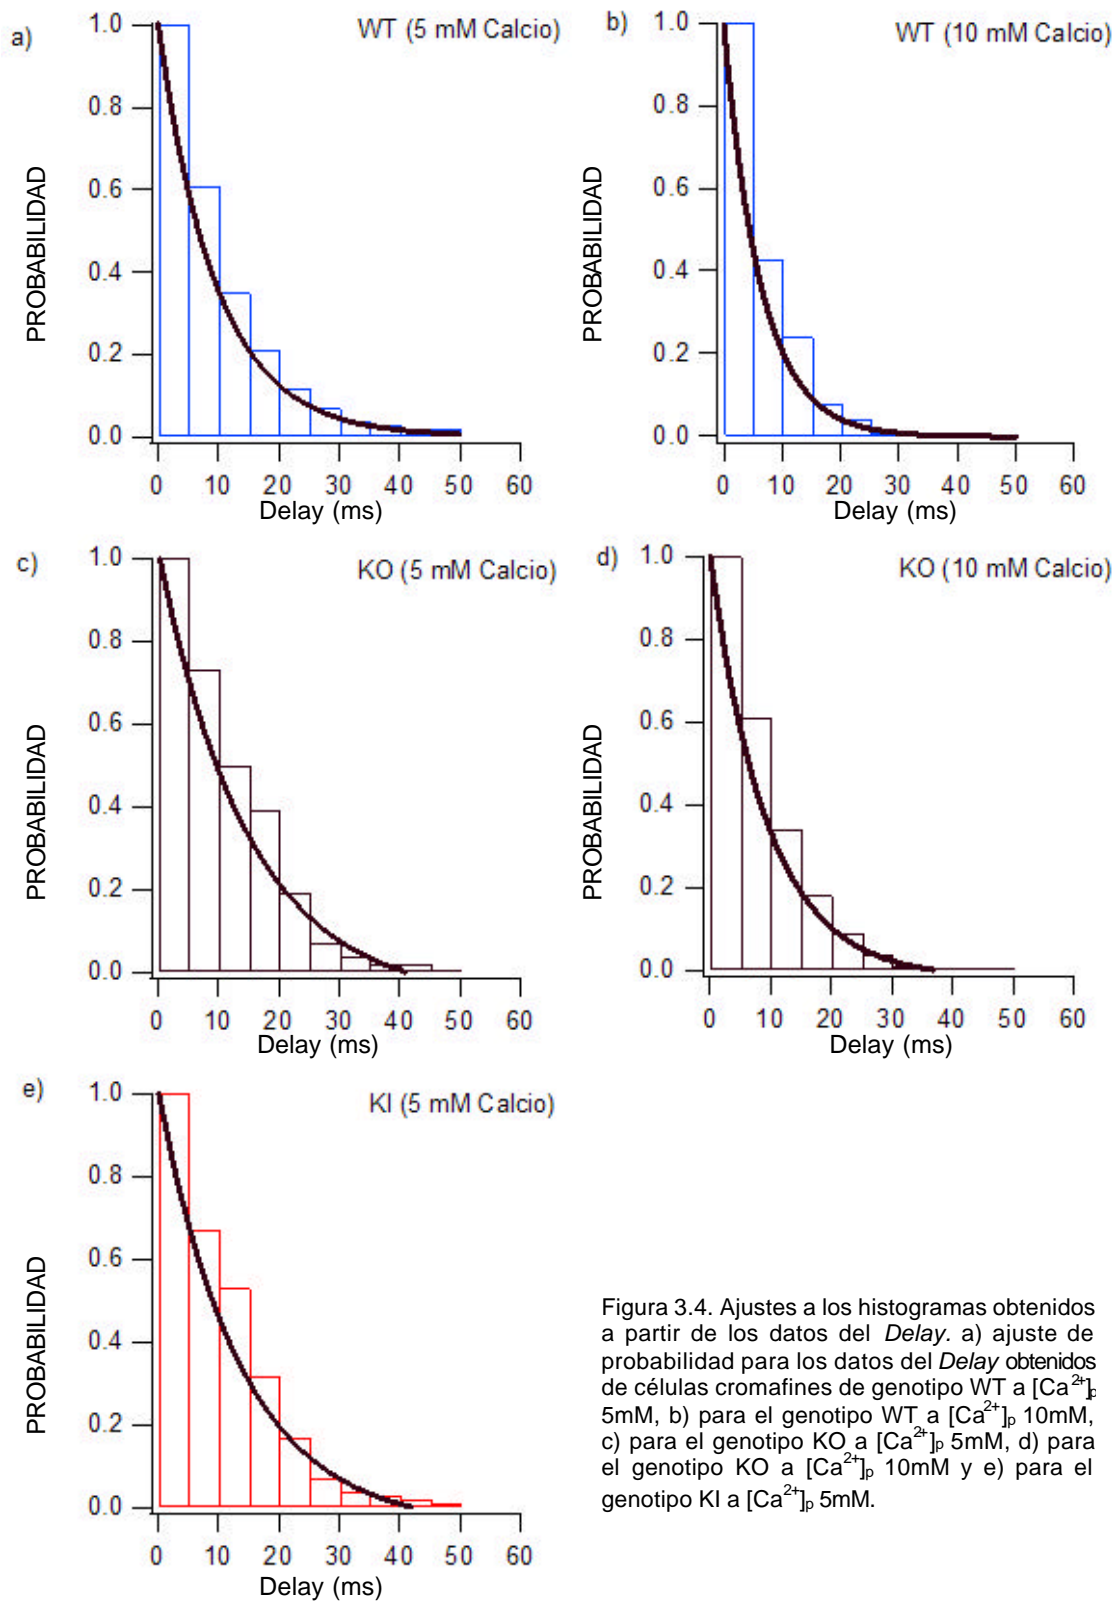 a)
WT (5 mM Calcio)
PROBABILIDAD
1.0
0.8
0.6
0.4
0.2
0.0
0 10 20 30 40 50 60
Delay (ms)
b)
WT (10 mM Calcio)
PROBABILIDAD
1.0
0.8
0.6
0.4
0.2
0.0
0 10 20 30 40 50 60
Delay (ms)
c)
KO (5 mM Calcio)
PROBABILIDAD
1.0
0.8
0.6
0.4
0.2
0.0
0 10 20 30 40 50 60
Delay (ms)
d)
KO (10 mM Calcio)
PROBABILIDAD
1.0
0.8
0.6
0.4
0.2
0.0
0 10 20 30 40 50 60
Delay (ms)
e)
KI (5 mM Calcio)
PROBABILIDAD
1.0
0.8
0.6
0.4
0.2
0.0
0 10 20 30 40 50 60
Delay (ms)
Figura 3.4. Ajustes a los histogramas obtenidos
a partir de los datos del Delay. a) ajuste de
probabilidad para los datos del Delay obtenidos
de células cromafines de genotipo WT a [Ca²⁺]p
5mM, b) para el genotipo WT a [Ca²⁺]p 10mM,
c) para el genotipo KO a [Ca²⁺]p 5mM, d) para
el genotipo KO a [Ca²⁺]p 10mM y e) para el
genotipo KI a [Ca²⁺]p 5mM.